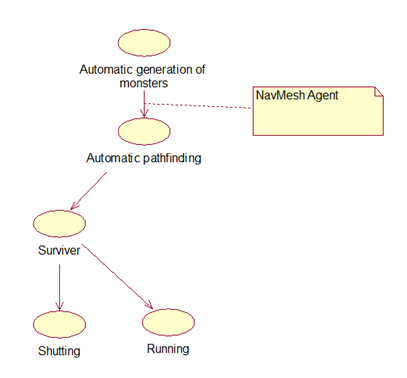 Automatic generation of
monsters
NavMesh Agent
Automatic pathfinding
Surviver
Shutting
Running